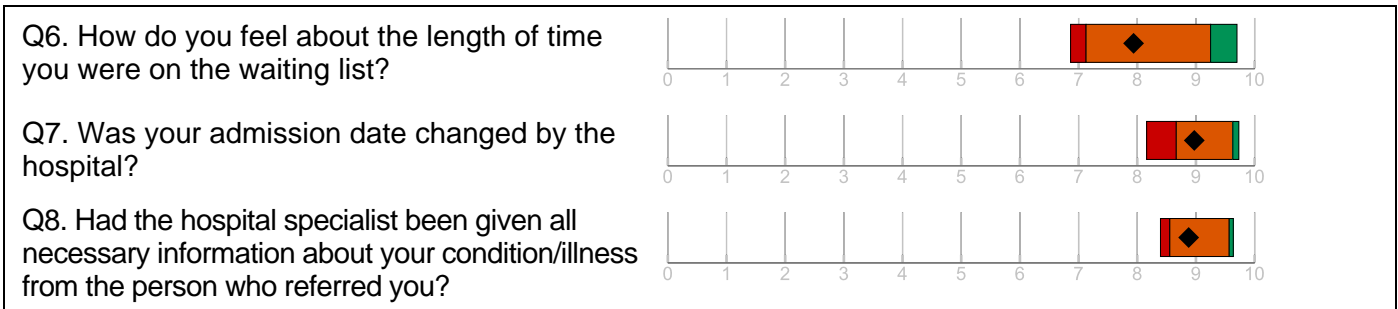 Q6. How do you feel about the length of time
you were on the waiting list?
0 1 2 3 4 5 6 7 8 9 10
Q7. Was your admission date changed by the
hospital?
0 1 2 3 4 5 6 7 8 9 10
Q8. Had the hospital specialist been given all
necessary information about your condition/illness
from the person who referred you?
0 1 2 3 4 5 6 7 8 9 10